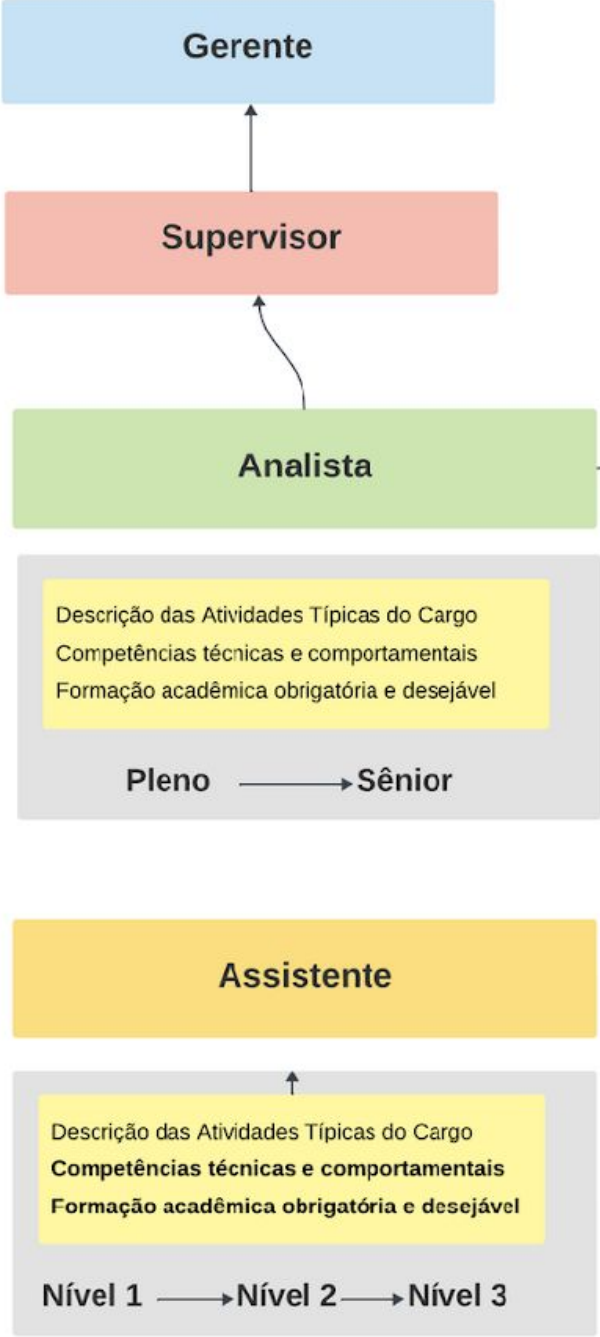 Gerente
Supervisor
Analista
Descrição das Atividades Típicas do Cargo
Competências técnicas e comportamentais
Formação acadêmica obrigatória e desejável
Pleno Sênior
Assistente
Descrição das Atividades Típicas do Cargo
Competências técnicas e comportamentais
Formação acadêmica obrigatória e desejável
Nível 1 Nível 2 Nível 3